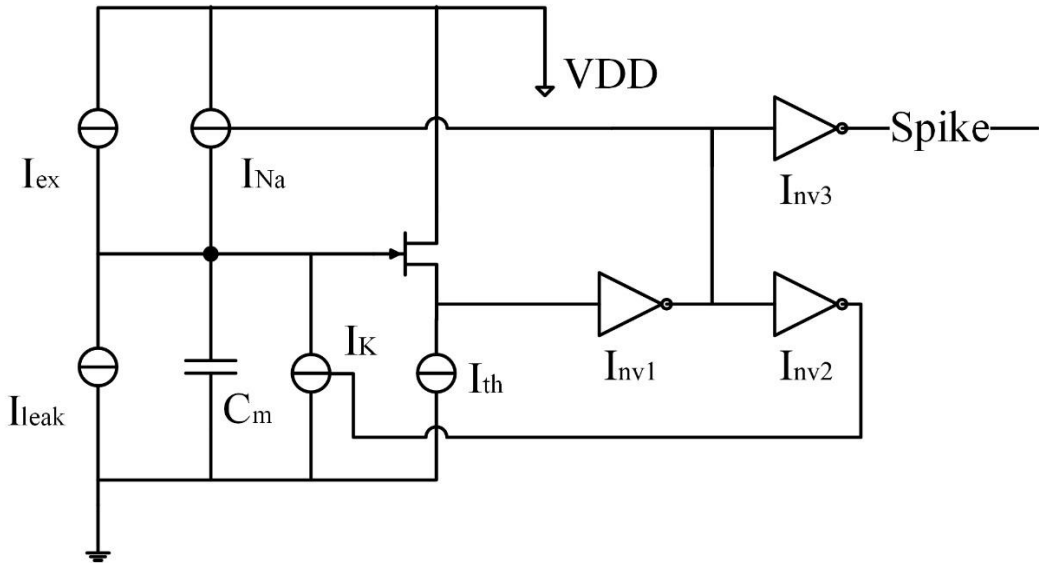 VDD
Spike
Iex
INa
Inv3
IK
Ith
Inv1
Inv2
Ileak
Cm